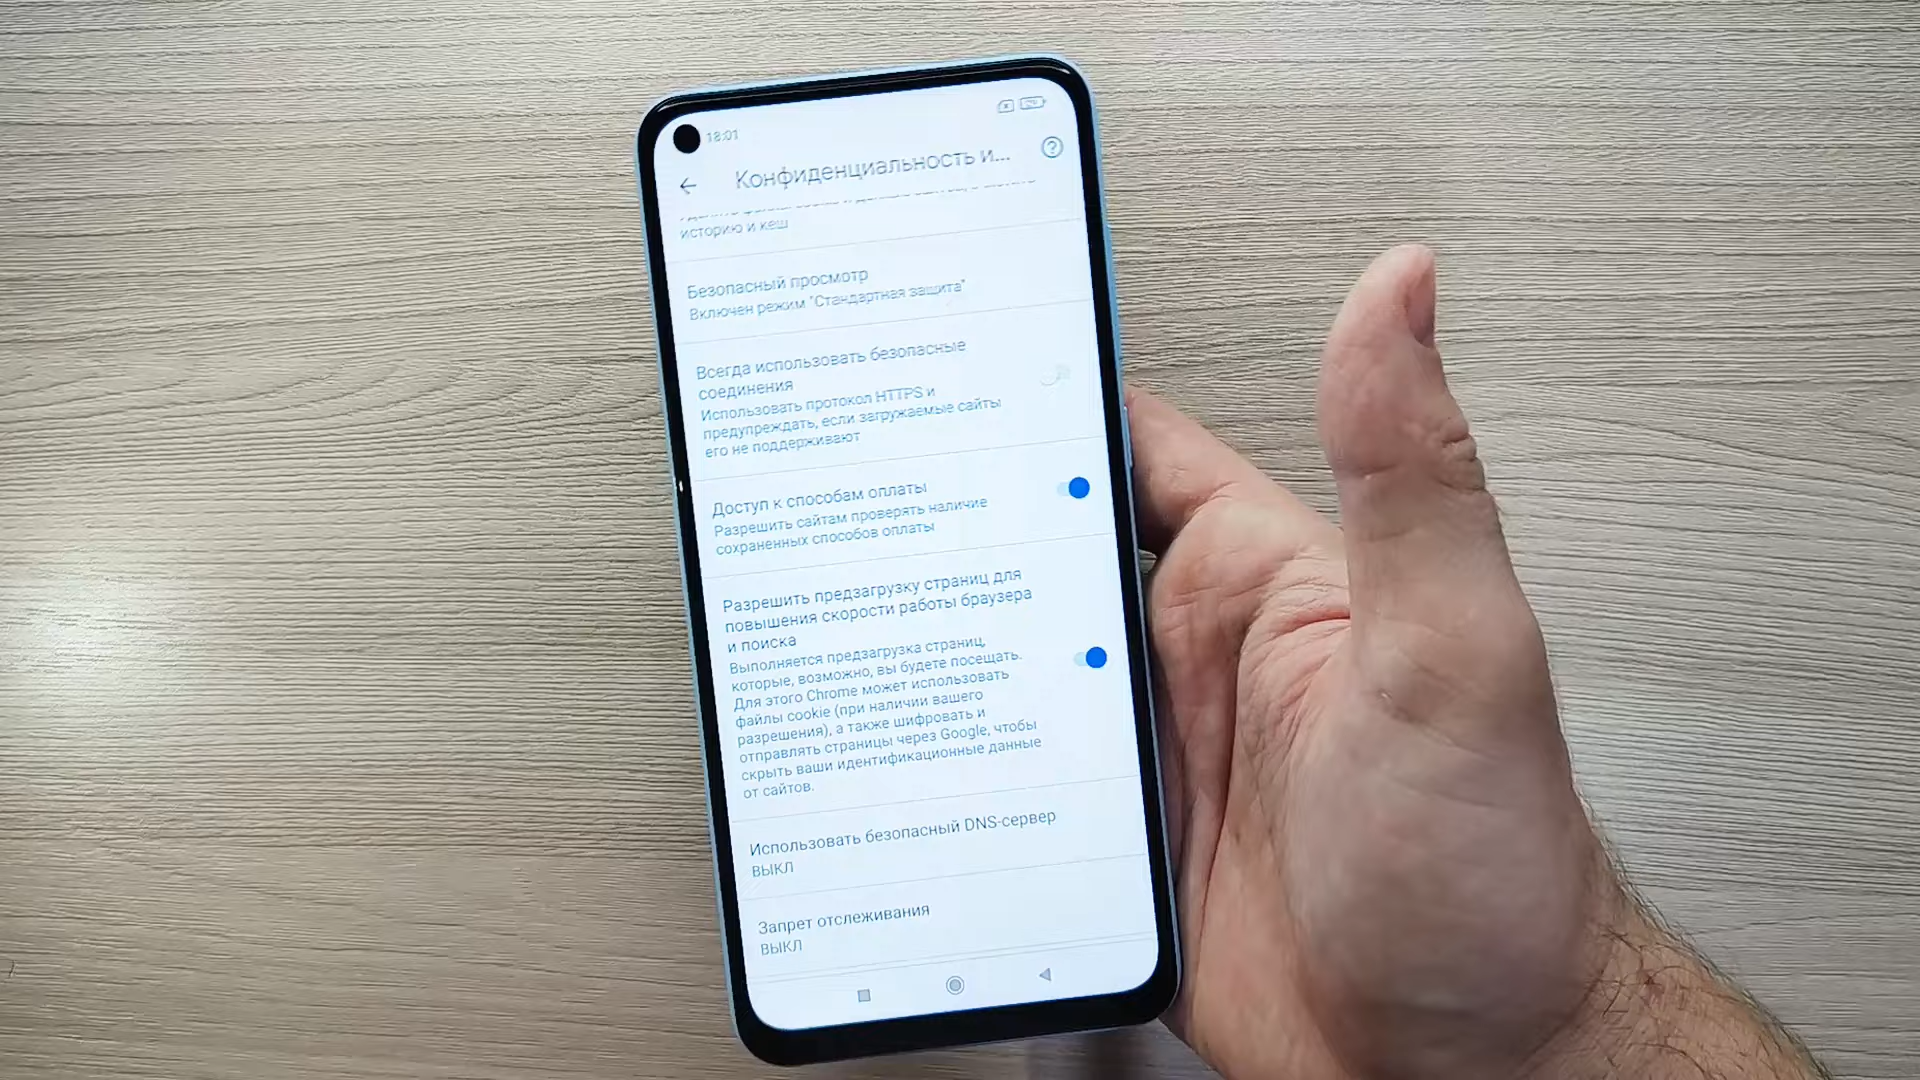 18:01
Конфиденциальность и...
историю и кеш
Безопасный просмотр
Включен режим "Стандартная защита"
Всегда использовать безопасные
соединения
Использовать протокол HTTPS и
предупреждать, если загружаемые сайты
его не поддерживают
Доступ к способам оплаты
Разрешить сайтам проверять наличие
сохраненных способов оплаты
Разрешить предзагрузку страниц для
повышения скорости работы браузера
и поиска
Выполняется предзагрузка страниц,
которые, возможно, вы будете посещать.
Для этого Chrome может использовать
файлы cookie (при наличии вашего
разрешения), а также шифровать и
отправлять страницы через Google, чтобы
скрыть ваши идентификационные данные
от сайтов.
Использовать безопасный DNS-сервер
ВЫКЛ
Запрет отслеживания
ВЫКЛ